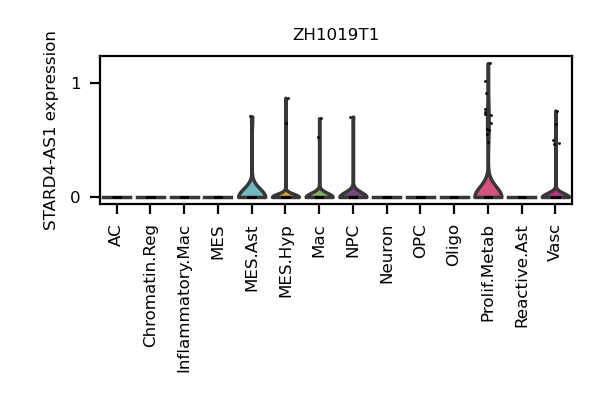 ZH1019T1
STARD4-AS1 expression
1
0
AC
Chromatin.Reg
Inflammatory.Mac
MES
MES.Ast
MES.Hyp
Mac
NPC
Neuron
OPC
Oligo
Prolif.Metab
Reactive.Ast
Vasc